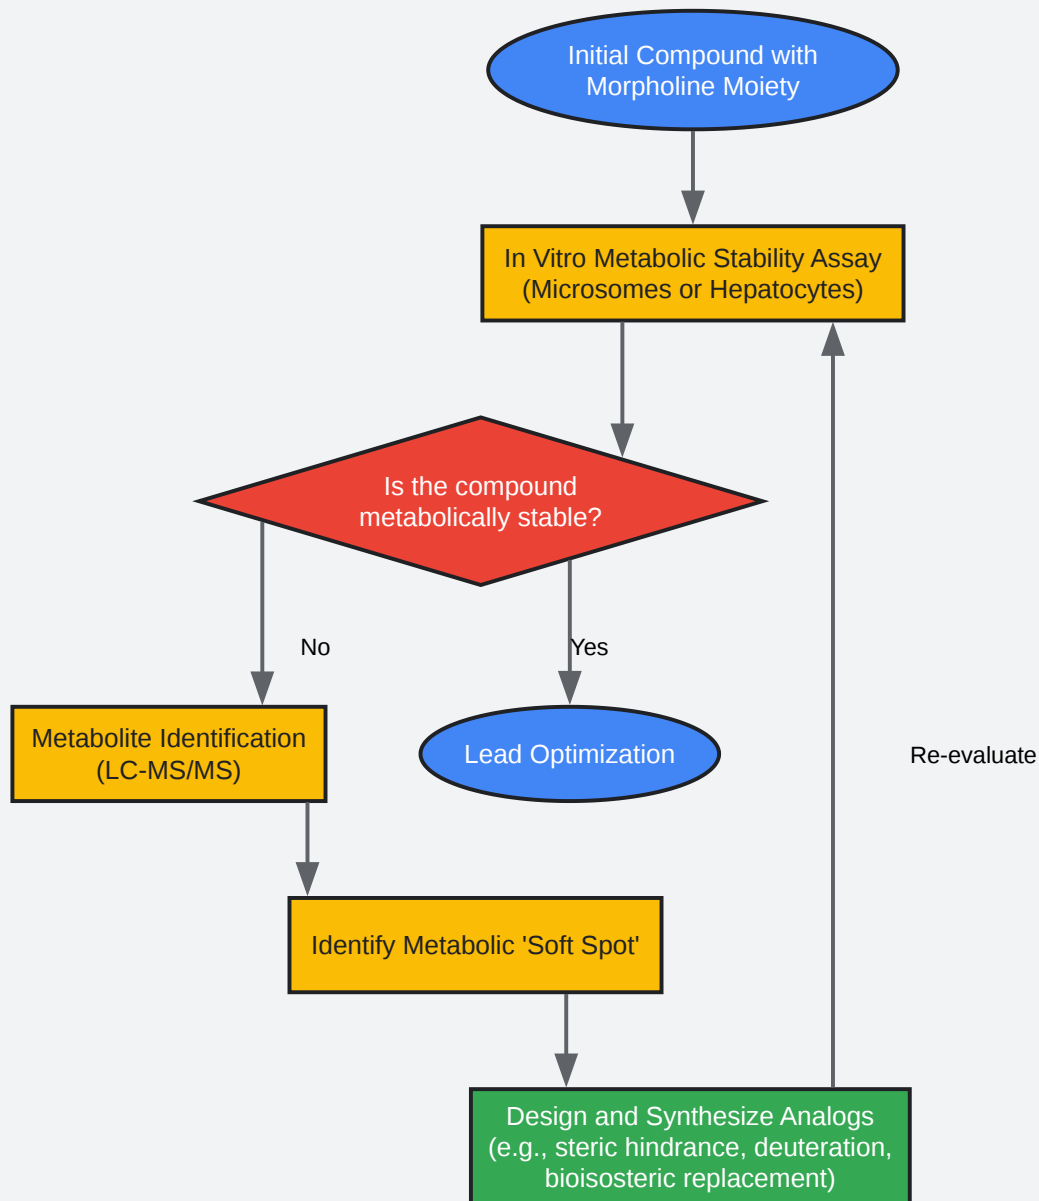 Initial Compound with
Morpholine Moiety
In Vitro Metabolic Stability Assay
(Microsomes or Hepatocytes)
Is the compound
metabolically stable?
No
Yes
Metabolite Identification
(LC-MS/MS)
Lead Optimization
Re-evaluate
Identify Metabolic 'Soft Spot'
Design and Synthesize Analogs
(e.g., steric hindrance, deuteration,
bioisosteric replacement)